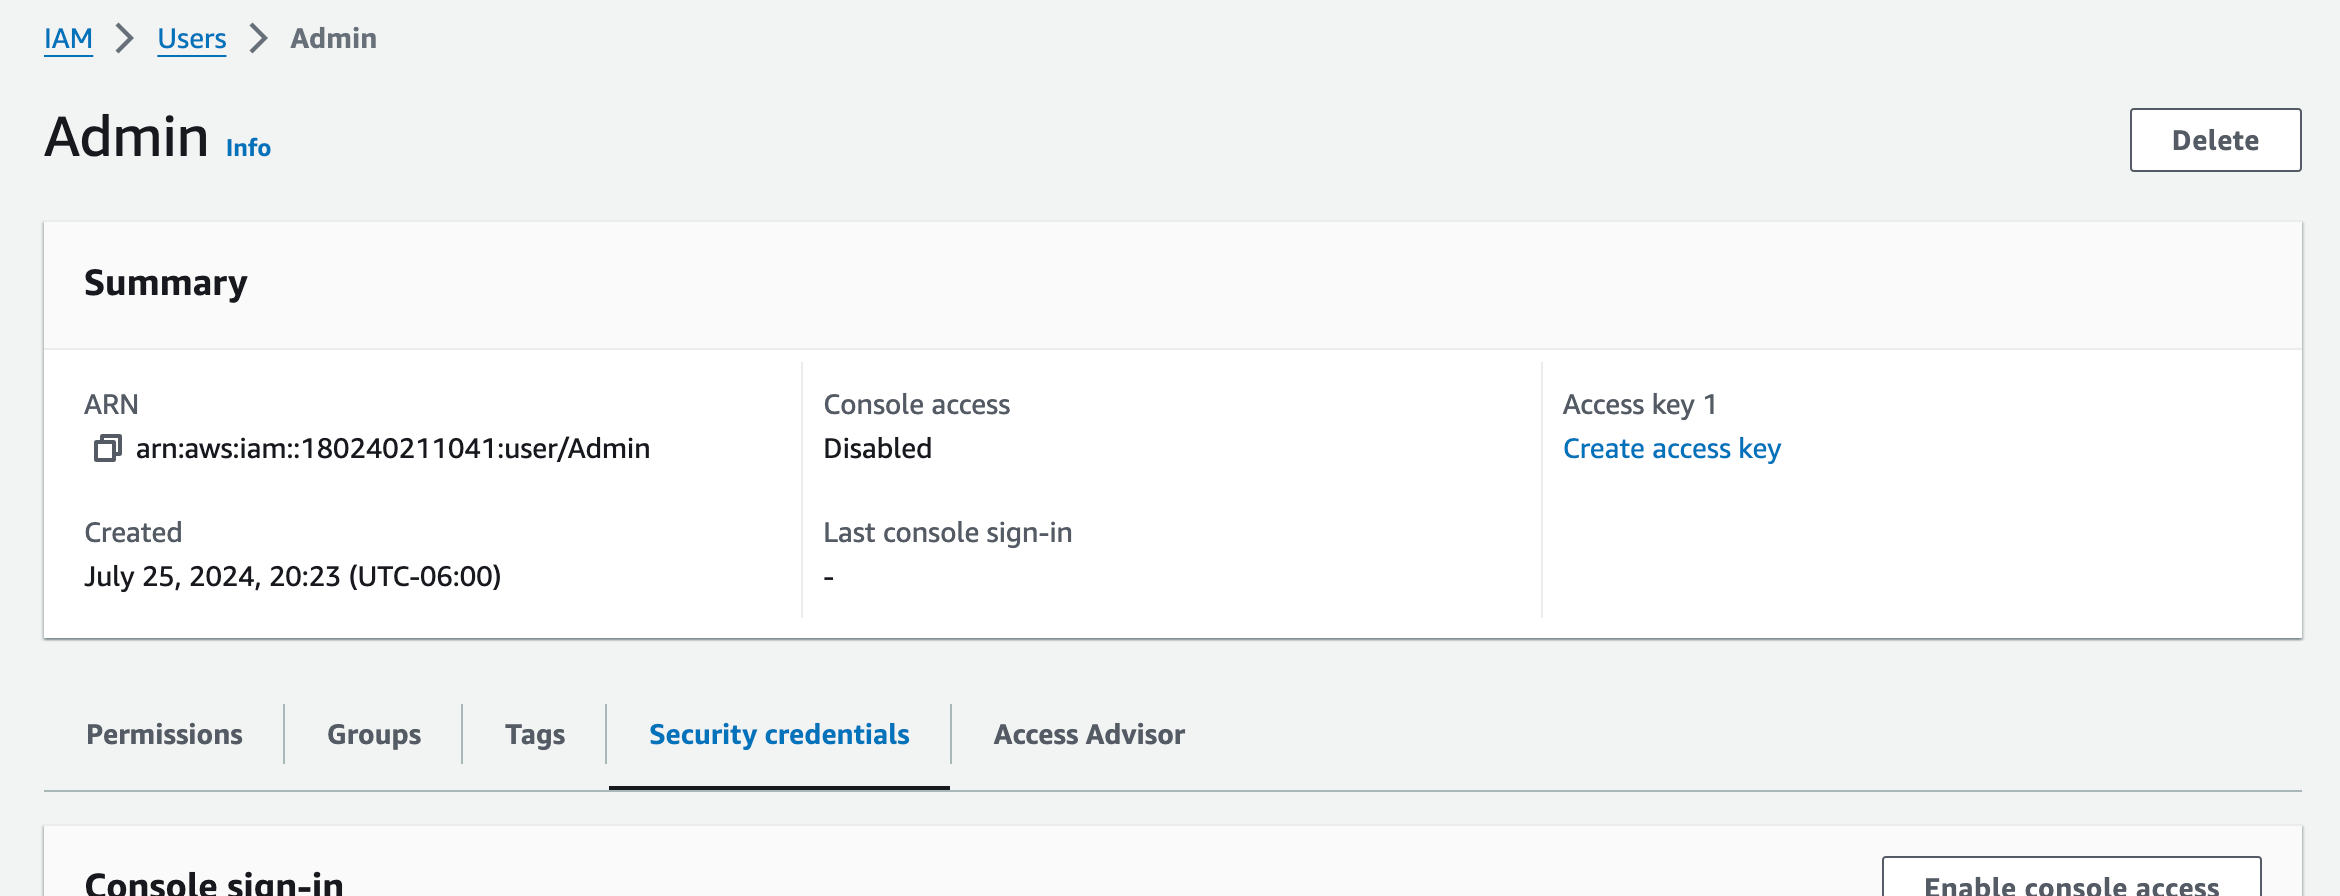 IAM > Users > Admin
Admin Info
Delete
Summary
ARN
arn:aws:iam::180240211041:user/Admin
Created
July 25, 2024, 20:23 (UTC-06:00)
Console access
Disabled
Last console sign-in
-
Access key 1
Create access key
Permissions
Groups
Tags
Security credentials
Access Advisor
Console sign-in
Enable console access